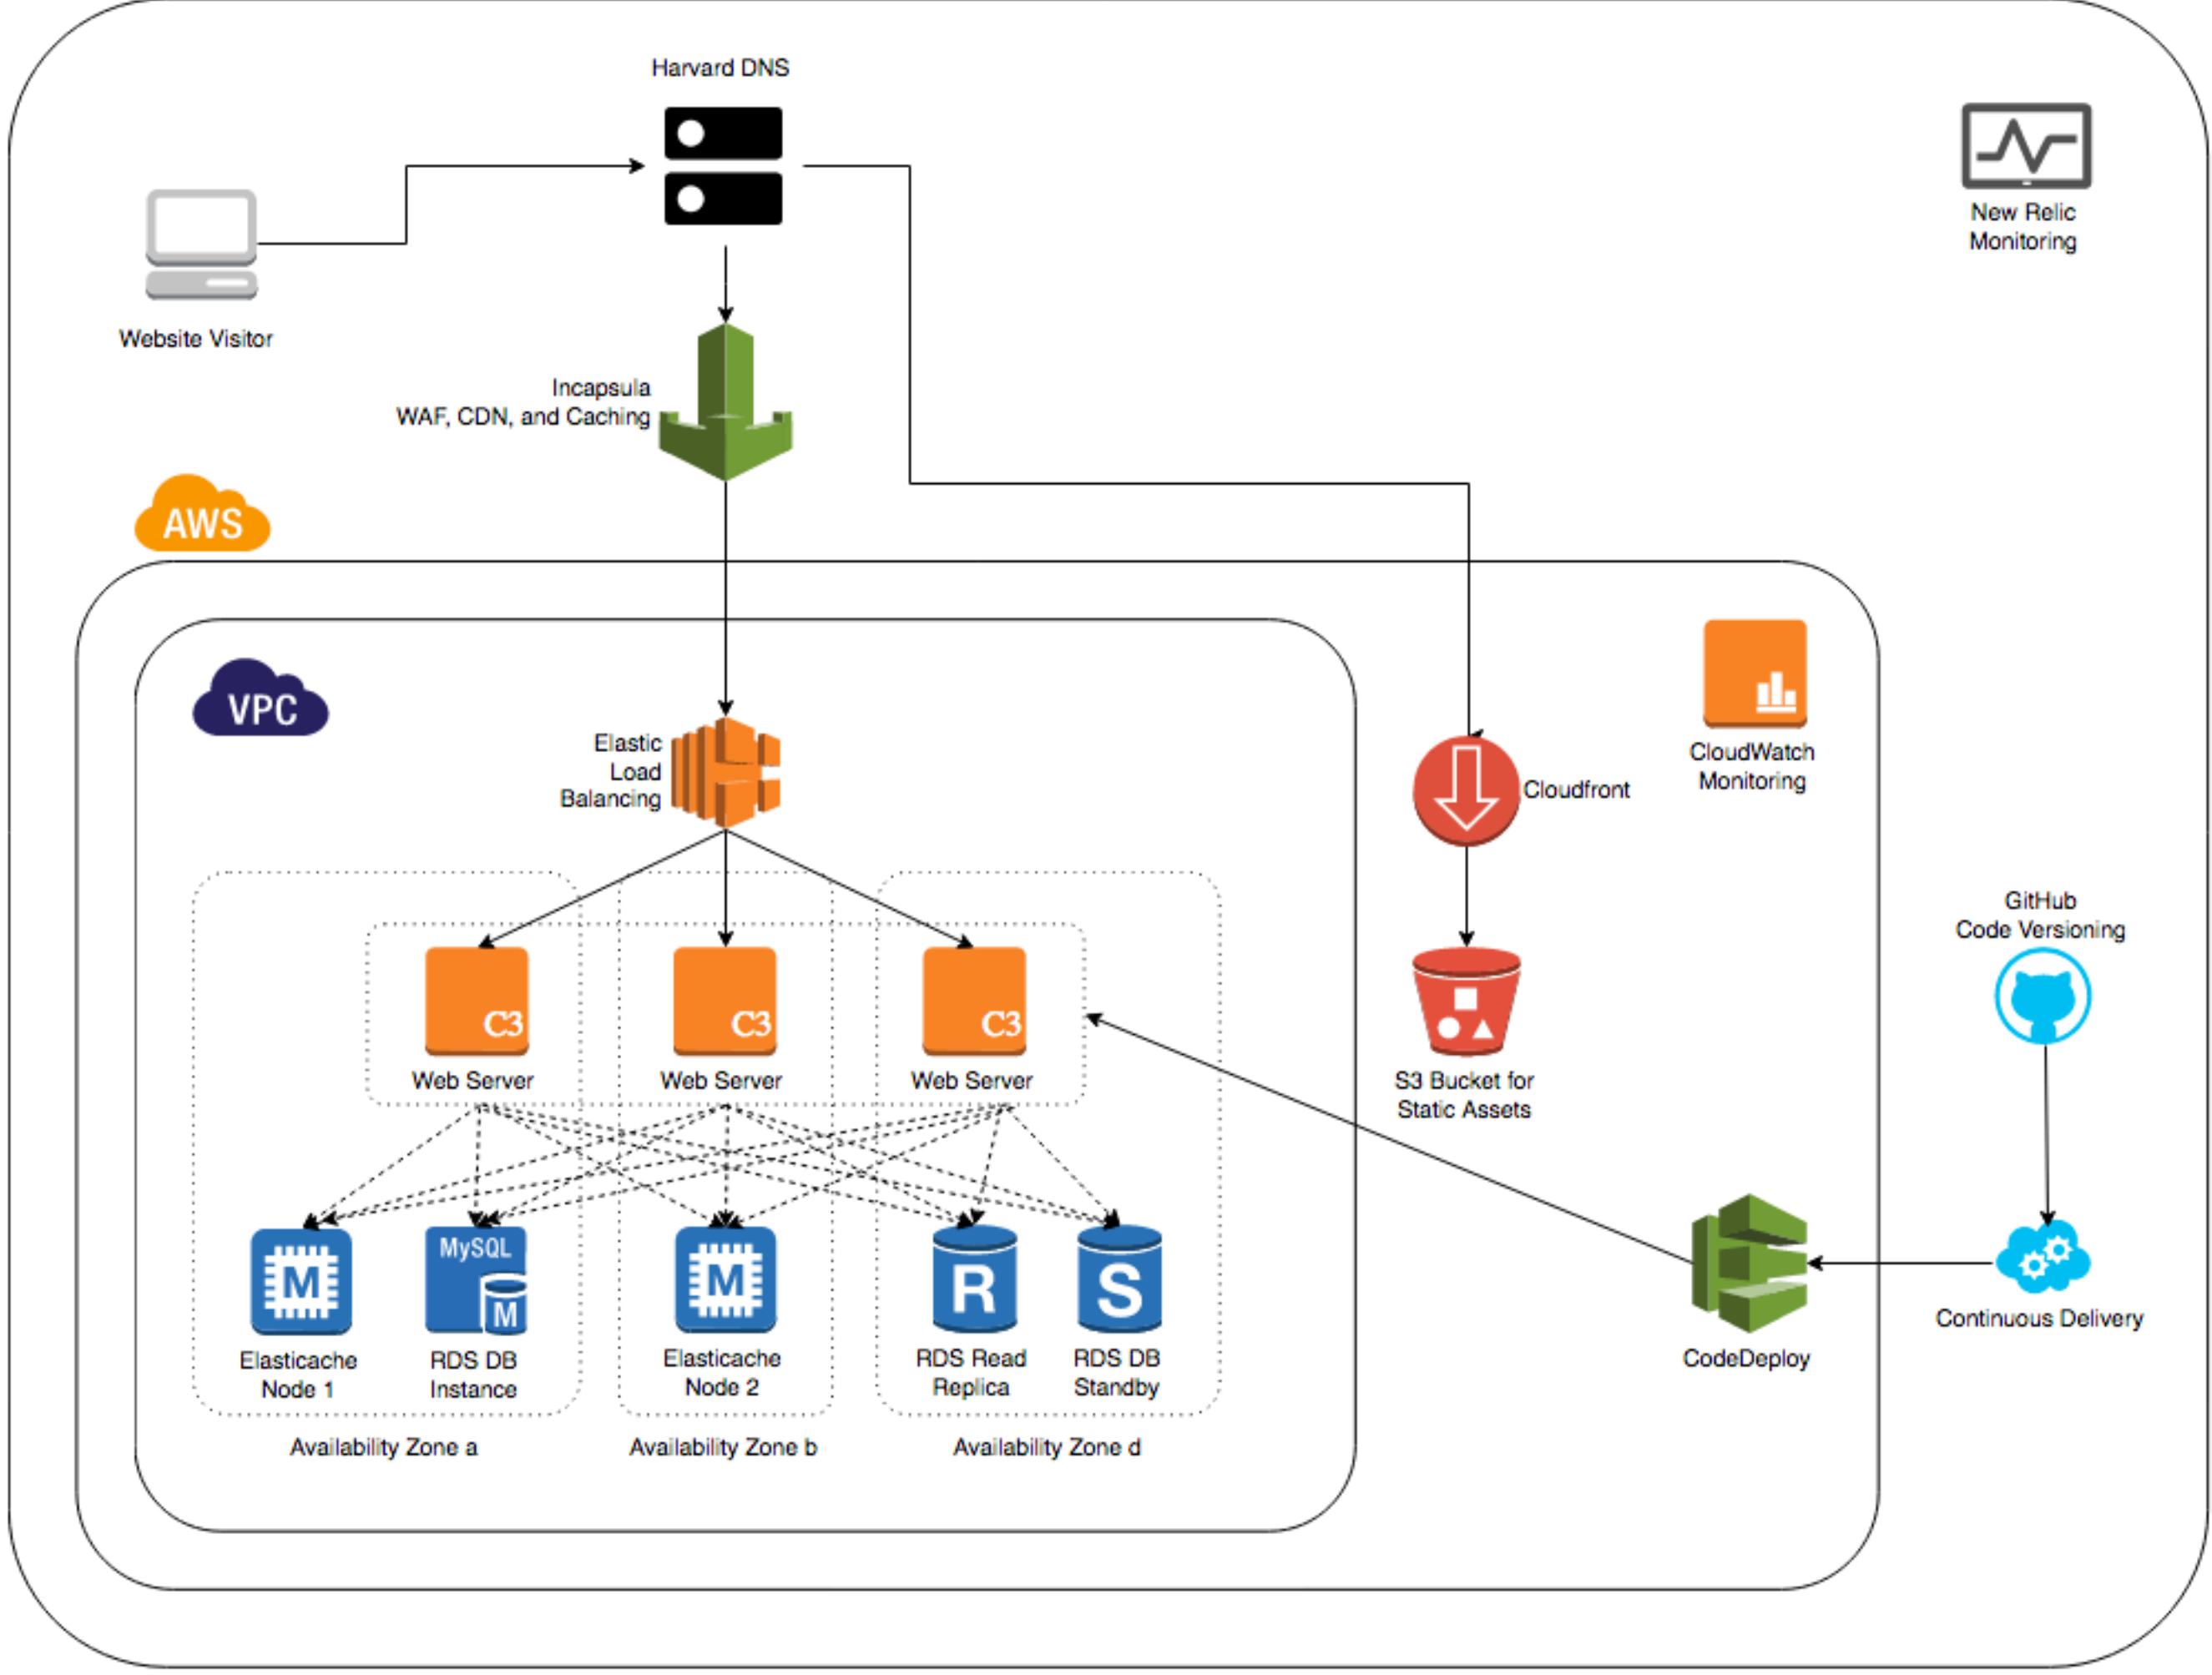 Harvard DNS
New Relic
Monitoring
Website Visitor
Incapsula
WAF, CDN, and Caching
AWS
VPC
Elastic
Load
Balancing
CloudWatch
Monitoring
Cloudfront
GitHub
Code Versioning
C3
C3
C3
Web Server
Web Server
Web Server
S3 Bucket for
Static Assets
M
MySQL
M
M
R
S
Elasticache
Node 1
RDS DB
Instance
Elasticache
Node 2
RDS Read
Replica
RDS DB
Standby
CodeDeploy
Continuous Delivery
Availability Zone a
Availability Zone b
Availability Zone d